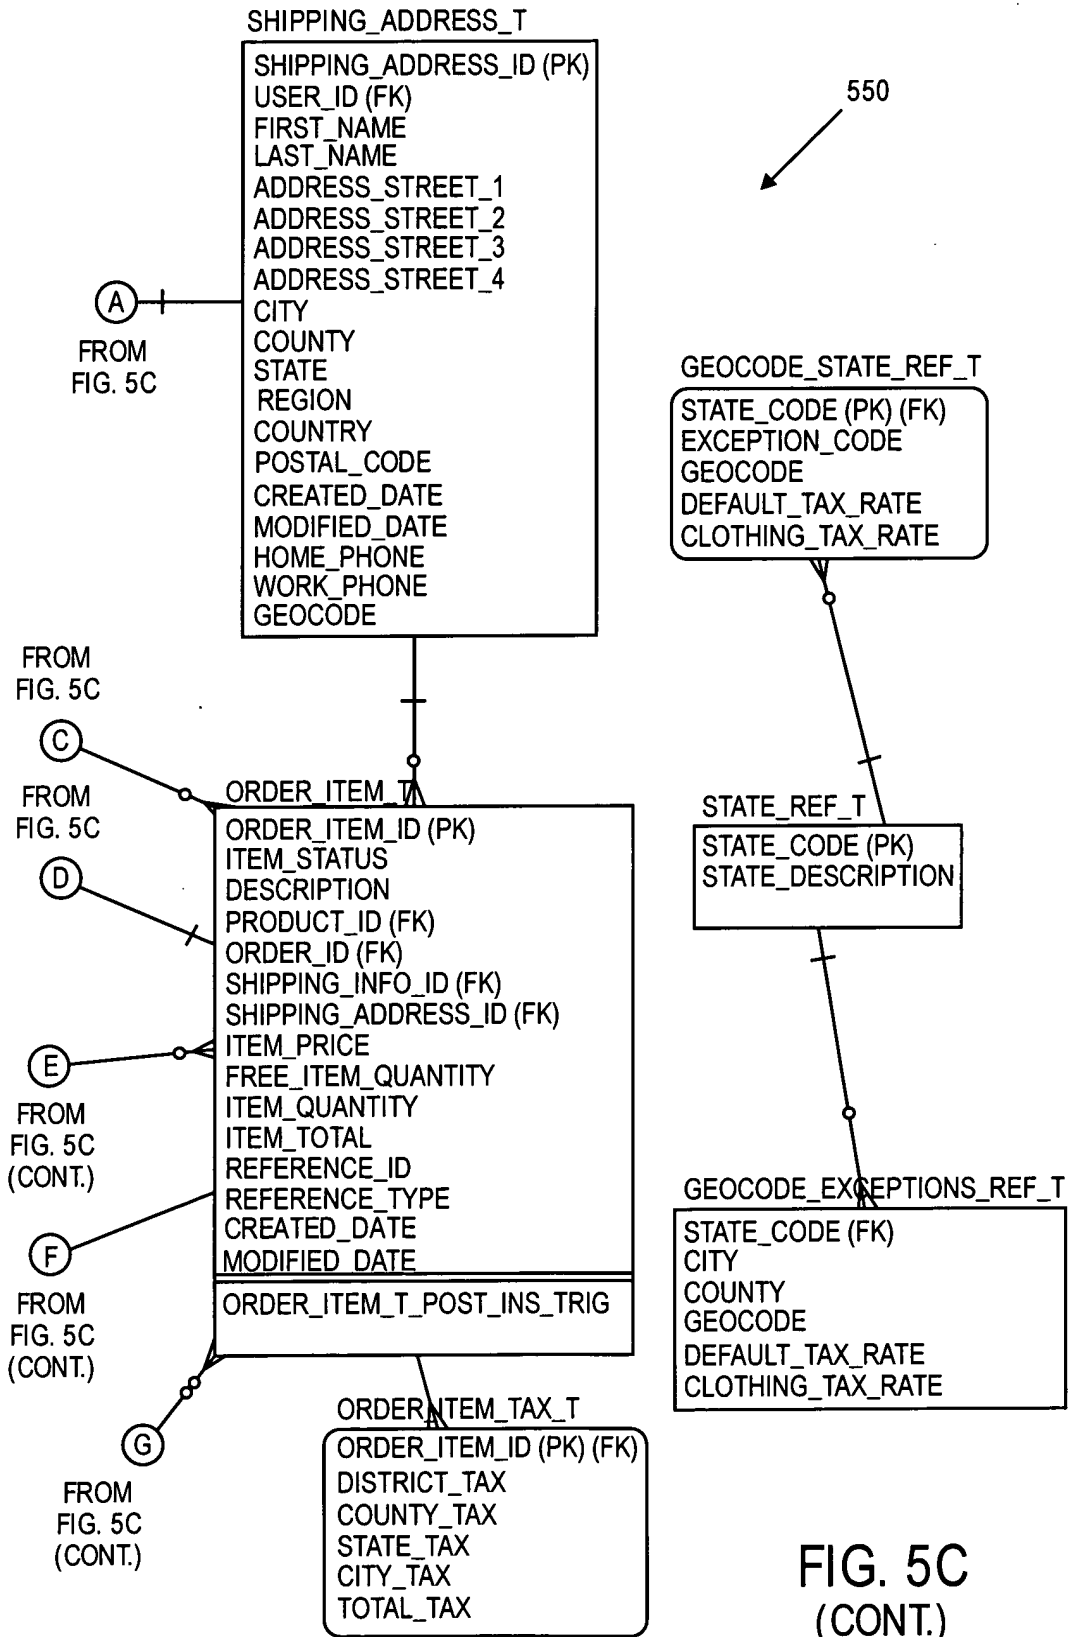 SHIPPING_ADDRESS_T
SHIPPING_ADDRESS_ID (PK)
USER_ID (FK)
FIRST_NAME
LAST_NAME
ADDRESS_STREET_1
ADDRESS_STREET_2
ADDRESS_STREET_3
ADDRESS_STREET_4
CITY
COUNTY
STATE
REGION
COUNTRY
POSTAL_CODE
CREATED_DATE
MODIFIED_DATE
HOME_PHONE
WORK_PHONE
GEOCODE
550
A
FROM
FIG. 5C
GEOCODE_STATE_REF_T
STATE_CODE (PK) (FK)
EXCEPTION_CODE
GEOCODE
DEFAULT_TAX_RATE
CLOTHING_TAX_RATE
FROM
FIG. 5C
C
FROM
FIG. 5C
D
E
FROM
FIG. 5C
(CONT.)
F
FROM
FIG. 5C
(CONT.)
G
FROM
FIG. 5C
(CONT.)
ORDER_ITEM_T
ORDER_ITEM_ID (PK)
ITEM_STATUS
DESCRIPTION
PRODUCT_ID (FK)
ORDER_ID (FK)
SHIPPING_INFO_ID (FK)
SHIPPING_ADDRESS_ID (FK)
ITEM_PRICE
FREE_ITEM_QUANTITY
ITEM_QUANTITY
ITEM_TOTAL
REFERENCE_ID
REFERENCE_TYPE
CREATED_DATE
MODIFIED_DATE
ORDER_ITEM_T_POST_INS_TRIG
STATE_REF_T
STATE_CODE (PK)
STATE_DESCRIPTION
GEOCODE_EXCEPTIONS_REF_T
STATE_CODE (FK)
CITY
COUNTY
GEOCODE
DEFAULT_TAX_RATE
CLOTHING_TAX_RATE
ORDER_ITEM_TAX_T
ORDER_ITEM_ID (PK) (FK)
DISTRICT_TAX
COUNTY_TAX
STATE_TAX
CITY_TAX
TOTAL_TAX
FIG. 5C
(CONT.)